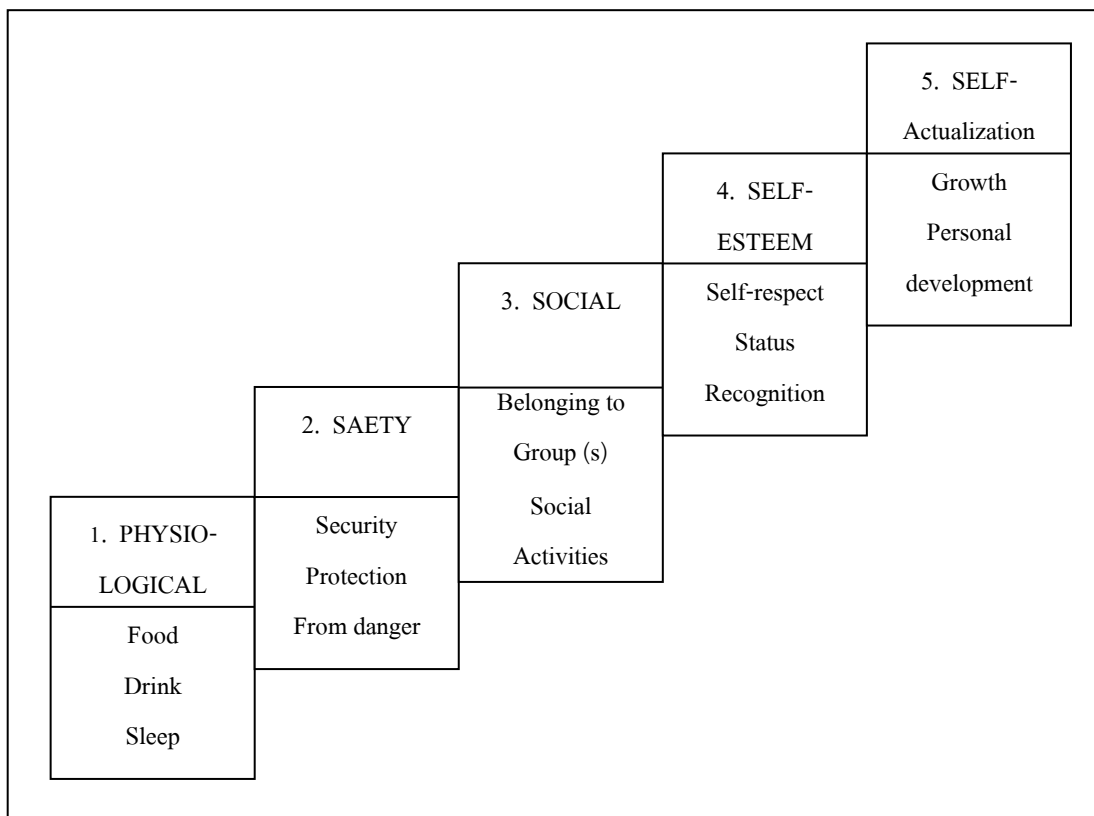 1. PHYSIO-
LOGICAL
Food
Drink
Sleep
2. SAETY
Security
Protection
From danger
3. SOCIAL
Belonging to
Group (s)
Social
Activities
4. SELF-
ESTEEM
Self-respect
Status
Recognition
5. SELF-
Actualization
Growth
Personal
development